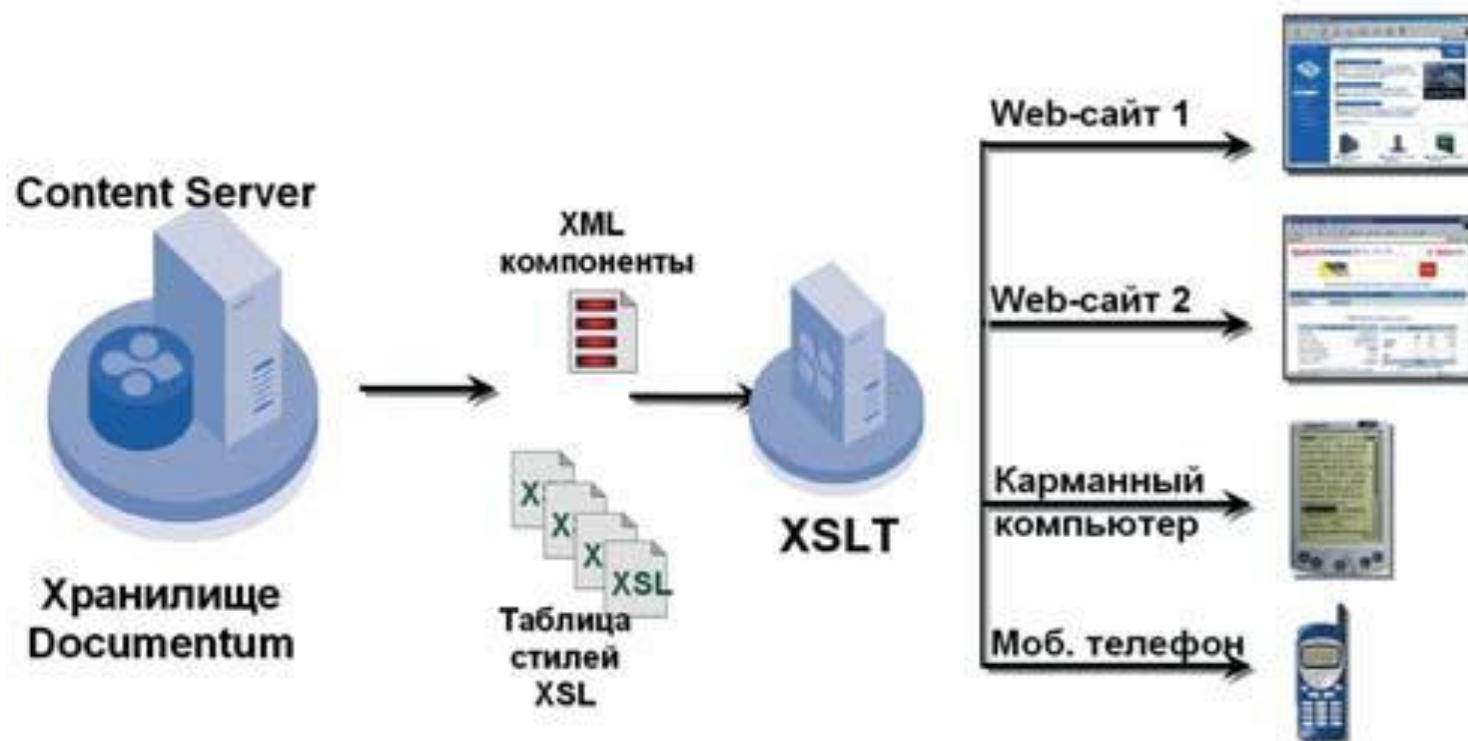 Content Server
Хранилище
Documentum
XML
компоненты
X
X
X
XSL
Таблица
стилей
XSL
XSLT
Web-сайт 1
Web-сайт 2
Карманный
компьютер
Моб. телефон